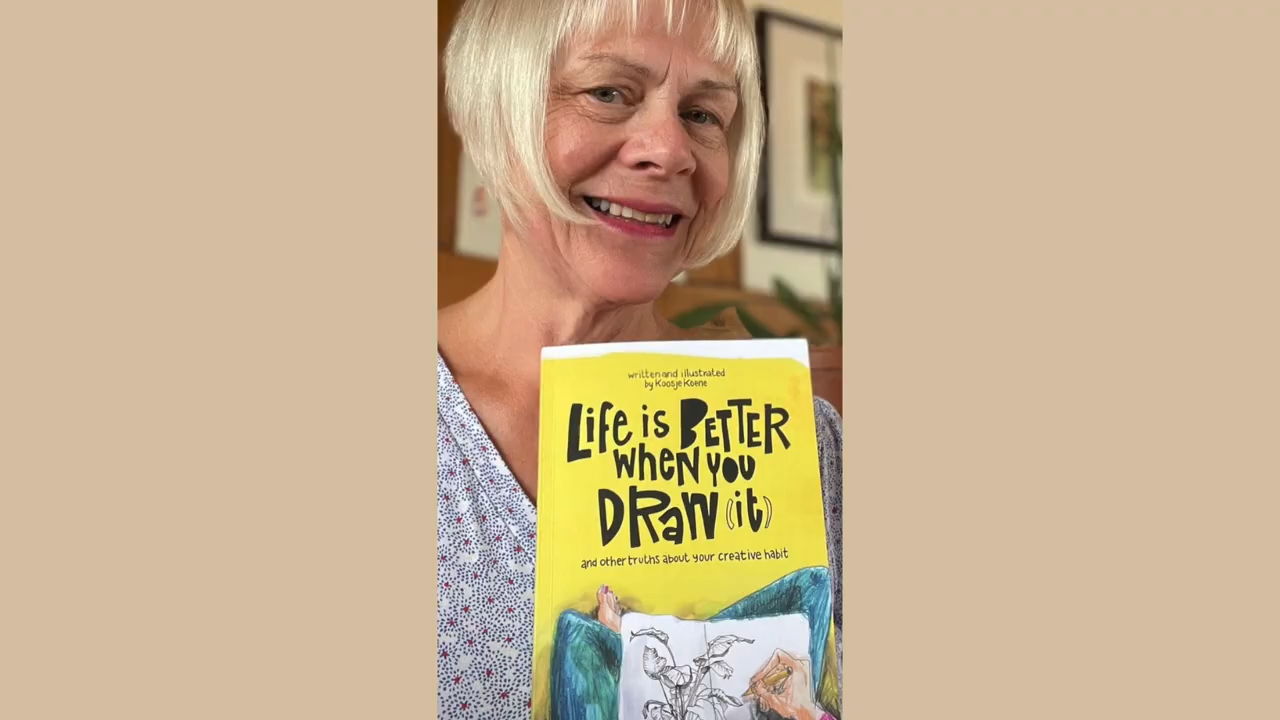 written and illustrated
by Koosje Koene
Life is BETTER
when you
DRaW (it)
and other truths about your creative habit